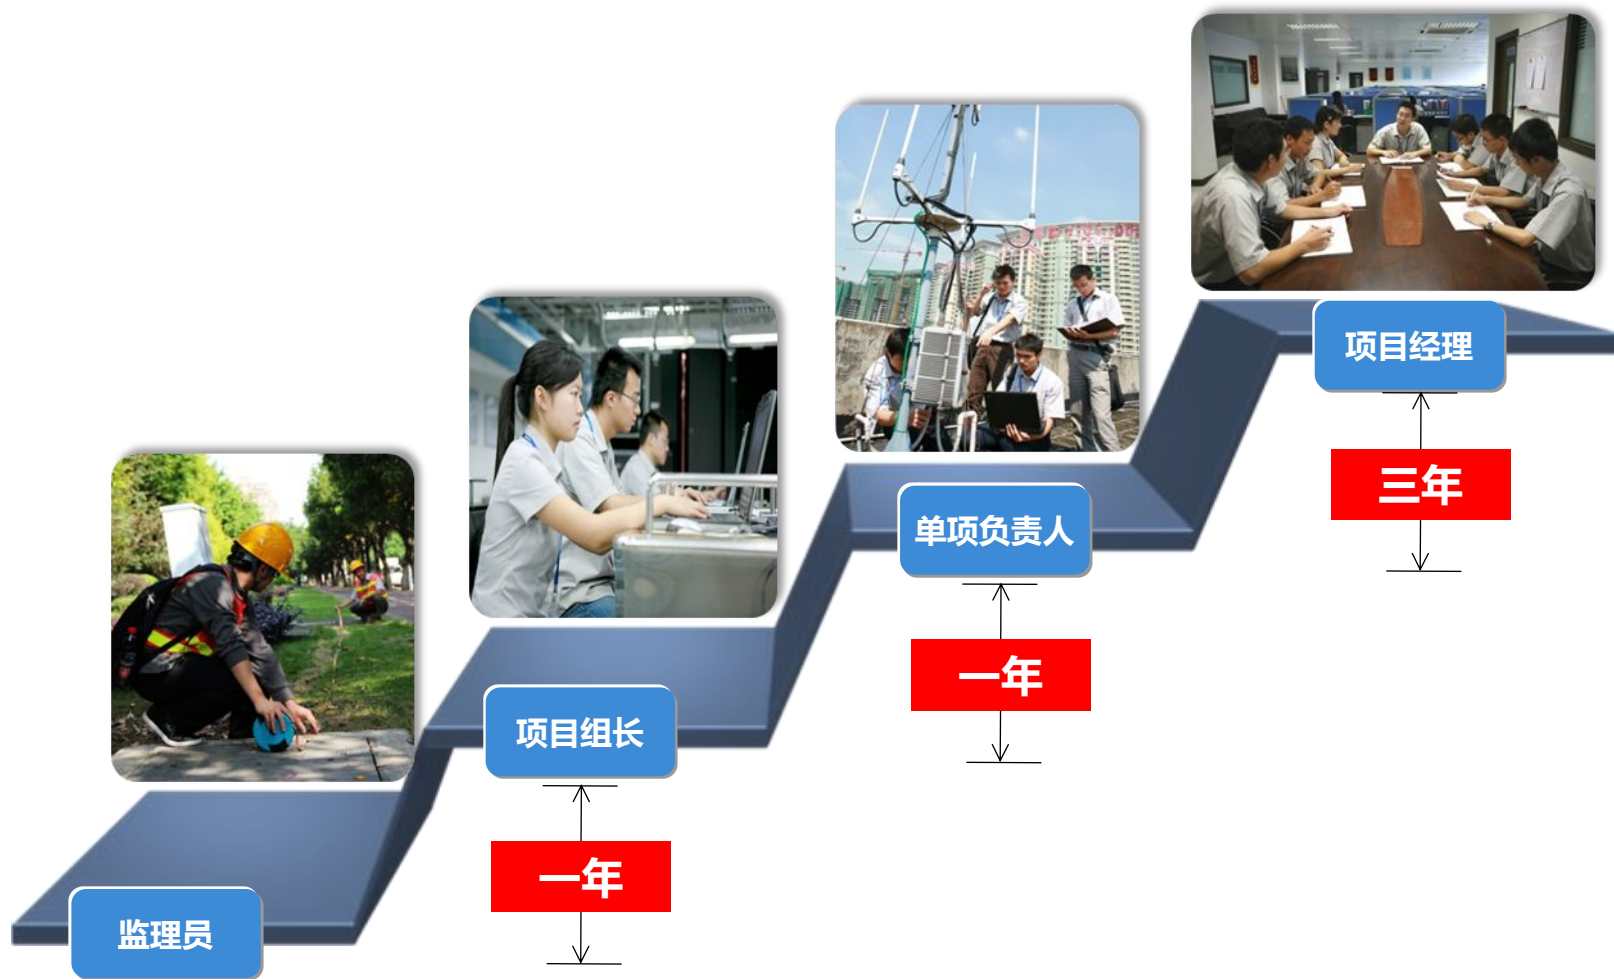 项目经理
三年
单项负责人
一年
项目组长
一年
监理员